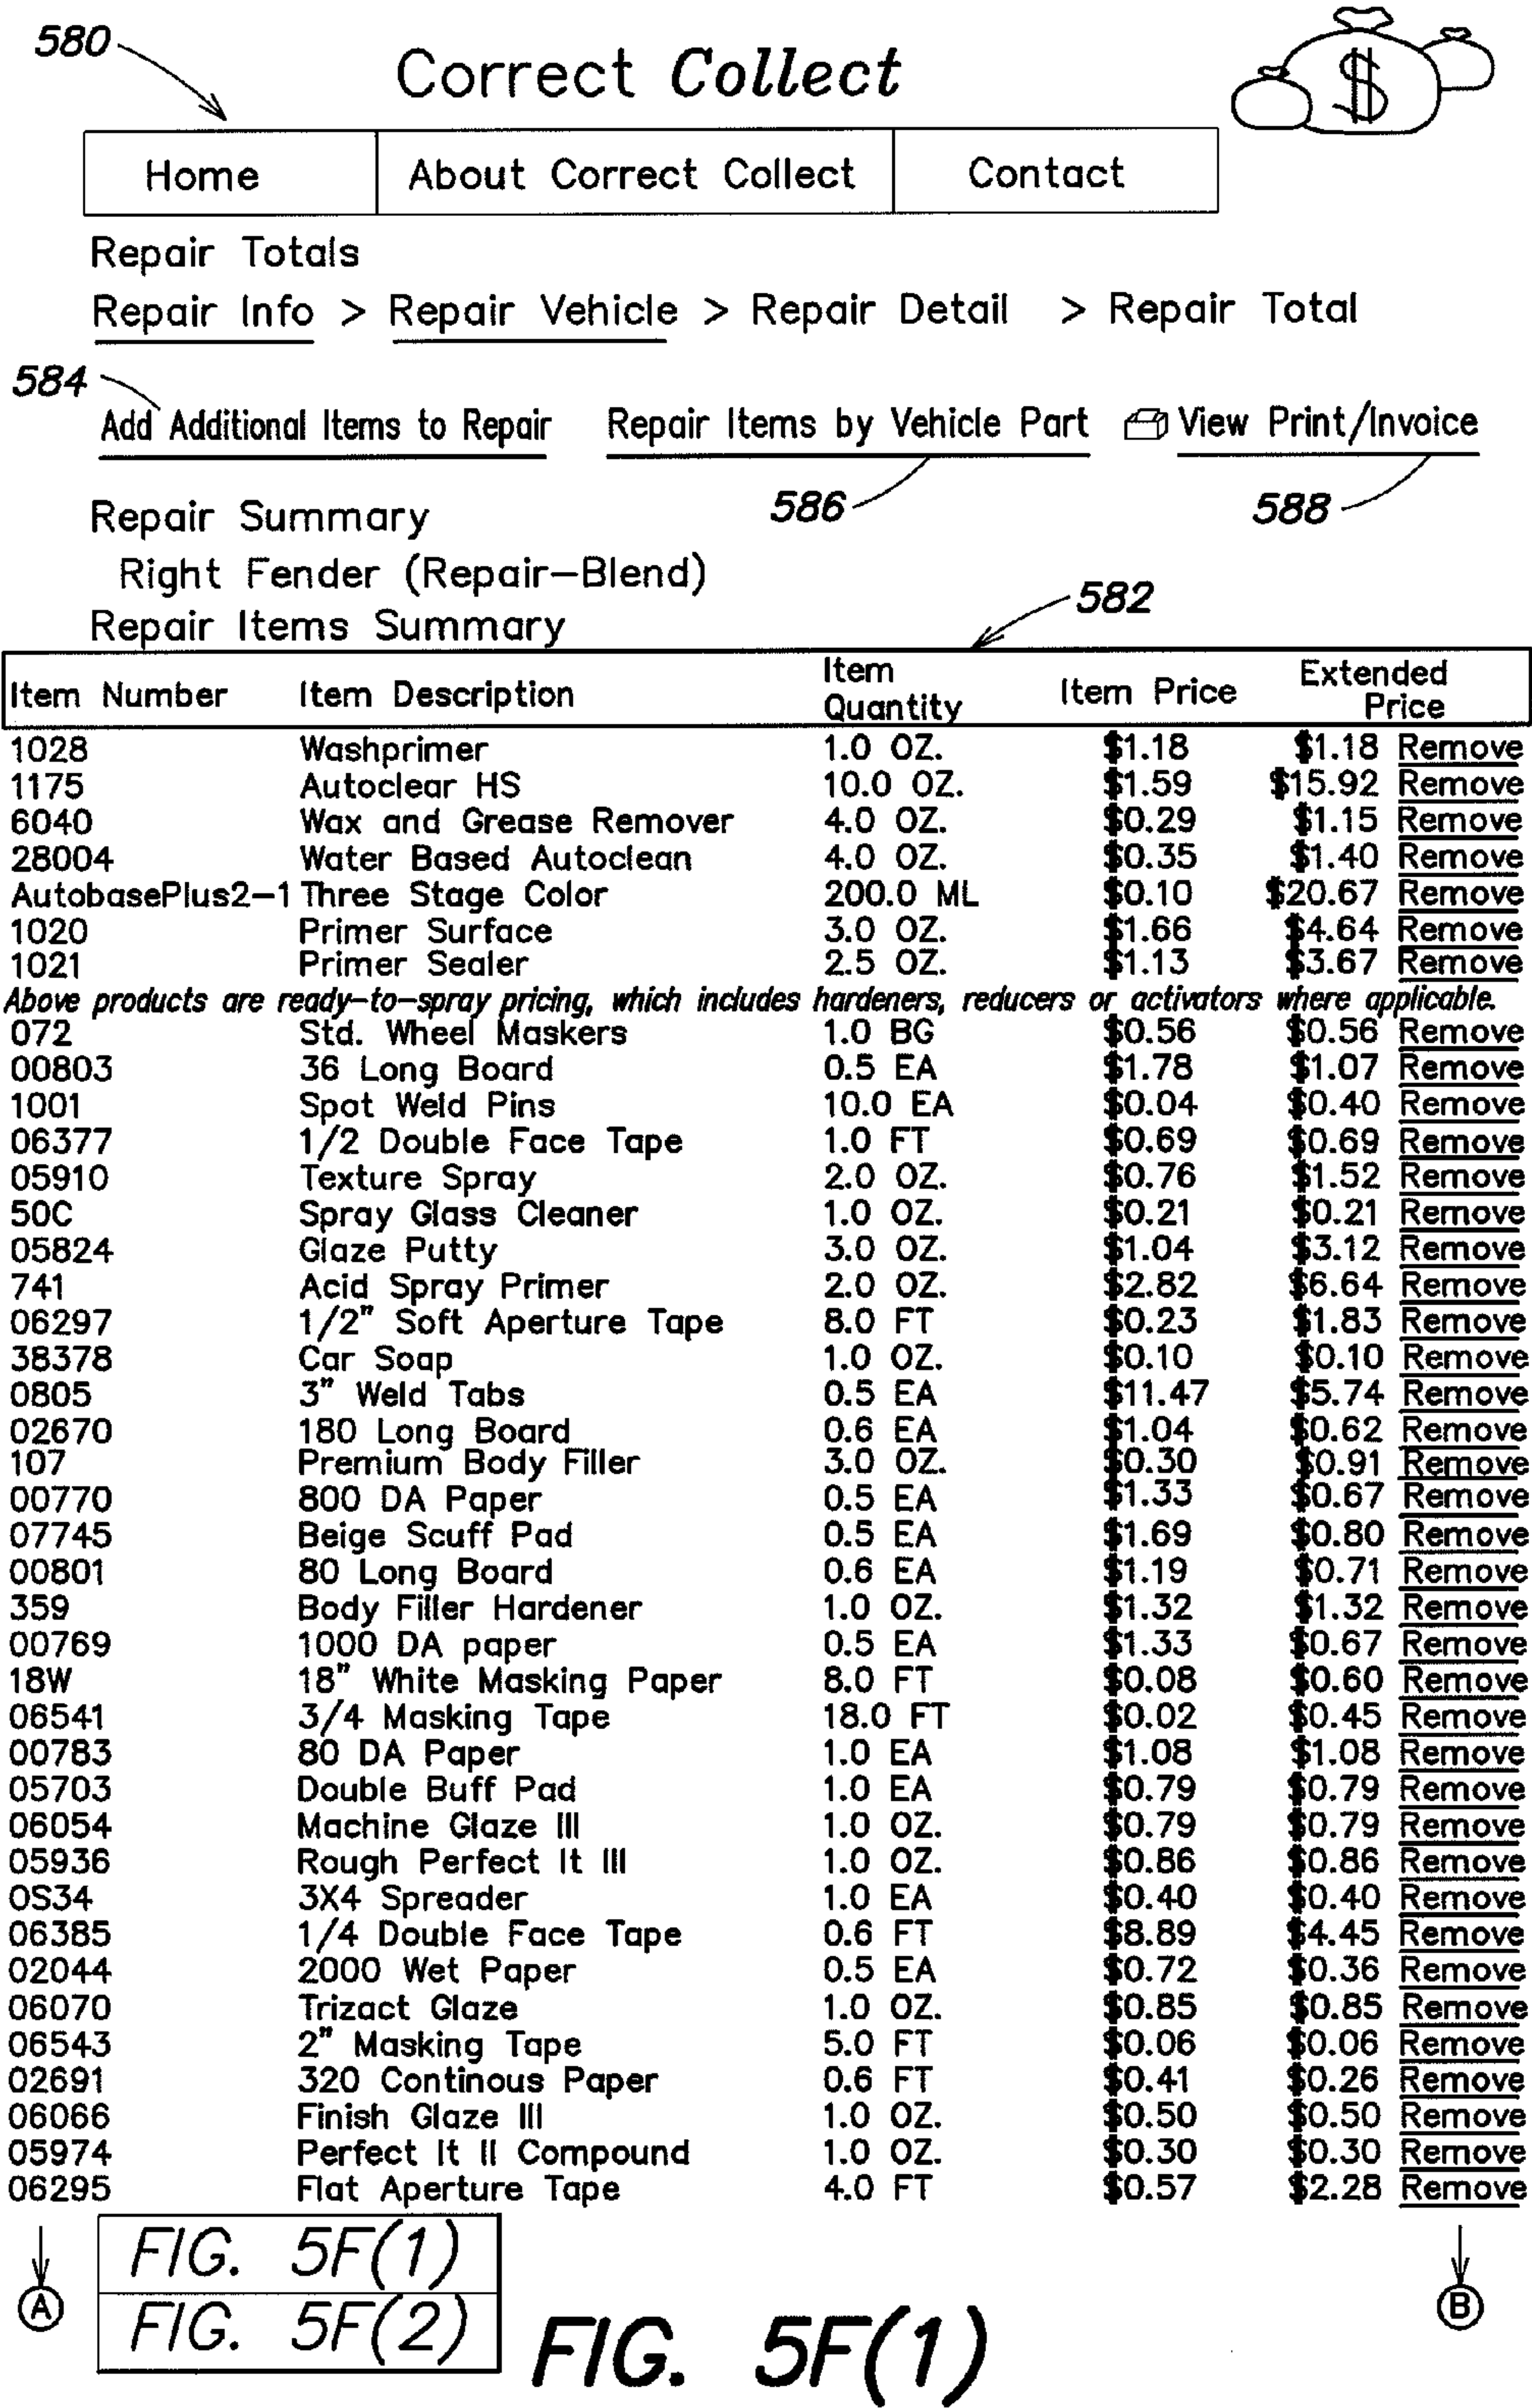 580
Correct Collect
$
Home About Correct Collect Contact
Repair Totals
Repair Info > Repair Vehicle > Repair Detail > Repair Total
584
Add Additional Items to Repair Repair Items by Vehicle Part View Print/Invoice
586 588
Repair Summary
Right Fender (Repair-Blend)
582
Repair Items Summary
Item Number Item Description Item Quantity Item Price Extended Price
1028 Washprimer 1.0 OZ. $1.18 $1.18 Remove
1175 Autoclear HS 10.0 OZ. $1.59 $15.92 Remove
6040 Wax and Grease Remover 4.0 OZ. $0.29 $1.15 Remove
28004 Water Based Autoclean 4.0 OZ. $0.35 $1.40 Remove
AutobasePlus2-1 Three Stage Color 200.0 ML $0.10 $20.67 Remove
1020 Primer Surface 3.0 OZ. $1.66 $4.64 Remove
1021 Primer Sealer 2.5 OZ. $1.13 $3.67 Remove
Above products are ready-to-spray pricing, which includes hardeners, reducers or activators where applicable.
072 Std. Wheel Maskers 1.0 BG $0.56 $0.56 Remove
00803 36 Long Board 0.5 EA $1.78 $1.07 Remove
1001 Spot Weld Pins 10.0 EA $0.04 $0.40 Remove
06377 1/2 Double Face Tape 1.0 FT $0.69 $0.69 Remove
05910 Texture Spray 2.0 OZ. $0.76 $1.52 Remove
50C Spray Glass Cleaner 1.0 OZ. $0.21 $0.21 Remove
05824 Glaze Putty 3.0 OZ. $1.04 $3.12 Remove
741 Acid Spray Primer 2.0 OZ. $2.82 $6.64 Remove
06297 1/2" Soft Aperture Tape 8.0 FT $0.23 $1.83 Remove
38378 Car Soap 1.0 OZ. $0.10 $0.10 Remove
0805 3" Weld Tabs 0.5 EA $11.47 $5.74 Remove
02670 180 Long Board 0.6 EA $1.04 $0.62 Remove
107 Premium Body Filler 3.0 OZ. $0.30 $0.91 Remove
00770 800 DA Paper 0.5 EA $1.33 $0.67 Remove
07745 Beige Scuff Pad 0.5 EA $1.69 $0.80 Remove
00801 80 Long Board 0.6 EA $1.19 $0.71 Remove
359 Body Filler Hardener 1.0 OZ. $1.32 $1.32 Remove
00769 1000 DA paper 0.5 EA $1.33 $0.67 Remove
18W 18" White Masking Paper 8.0 FT $0.08 $0.60 Remove
06541 3/4 Masking Tape 18.0 FT $0.02 $0.45 Remove
00783 80 DA Paper 1.0 EA $1.08 $1.08 Remove
05703 Double Buff Pad 1.0 EA $0.79 $0.79 Remove
06054 Machine Glaze III 1.0 OZ. $0.79 $0.79 Remove
05936 Rough Perfect It III 1.0 OZ. $0.86 $0.86 Remove
OS34 3X4 Spreader 1.0 EA $0.40 $0.40 Remove
06385 1/4 Double Face Tape 0.6 FT $8.89 $4.45 Remove
02044 2000 Wet Paper 0.5 EA $0.72 $0.36 Remove
06070 Trizact Glaze 1.0 OZ. $0.85 $0.85 Remove
06543 2" Masking Tape 5.0 FT $0.06 $0.06 Remove
02691 320 Continous Paper 0.6 FT $0.41 $0.26 Remove
06066 Finish Glaze III 1.0 OZ. $0.50 $0.50 Remove
05974 Perfect It II Compound 1.0 OZ. $0.30 $0.30 Remove
06295 Flat Aperture Tape 4.0 FT $0.57 $2.28 Remove
FIG. 5F(1)
A B
FIG. 5F(2)
FIG. 5F(1)